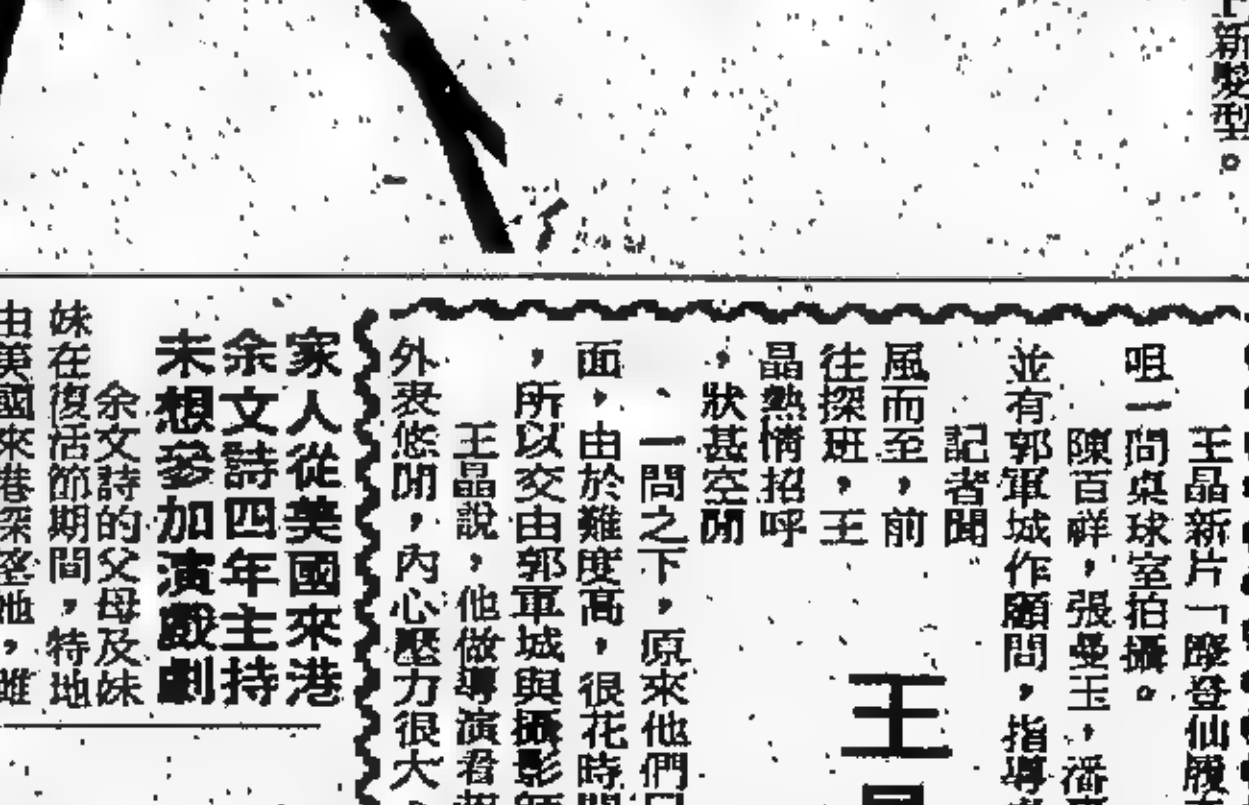 新髮型。
王晶新片「摩登仙履
咀一問桌球室拍攝。
陳百祥，張曼玉，潘
並有郭軍城作顧問，指導
記者聞
風而至，前
往探班，王
晶熱情招呼
，狀甚空閒
王
、一問之下，原來他們
面，由於難度高，很花時間
，所以交由郭軍城與攝影師
王晶說，他做導演看
外表悠閒，內心壓力很大
家人從美國來港
余文詩四年主持
未想參加演戲劇
余文詩的父母及妹
妹在復活節期間，特地
由美國來港探望她，雖